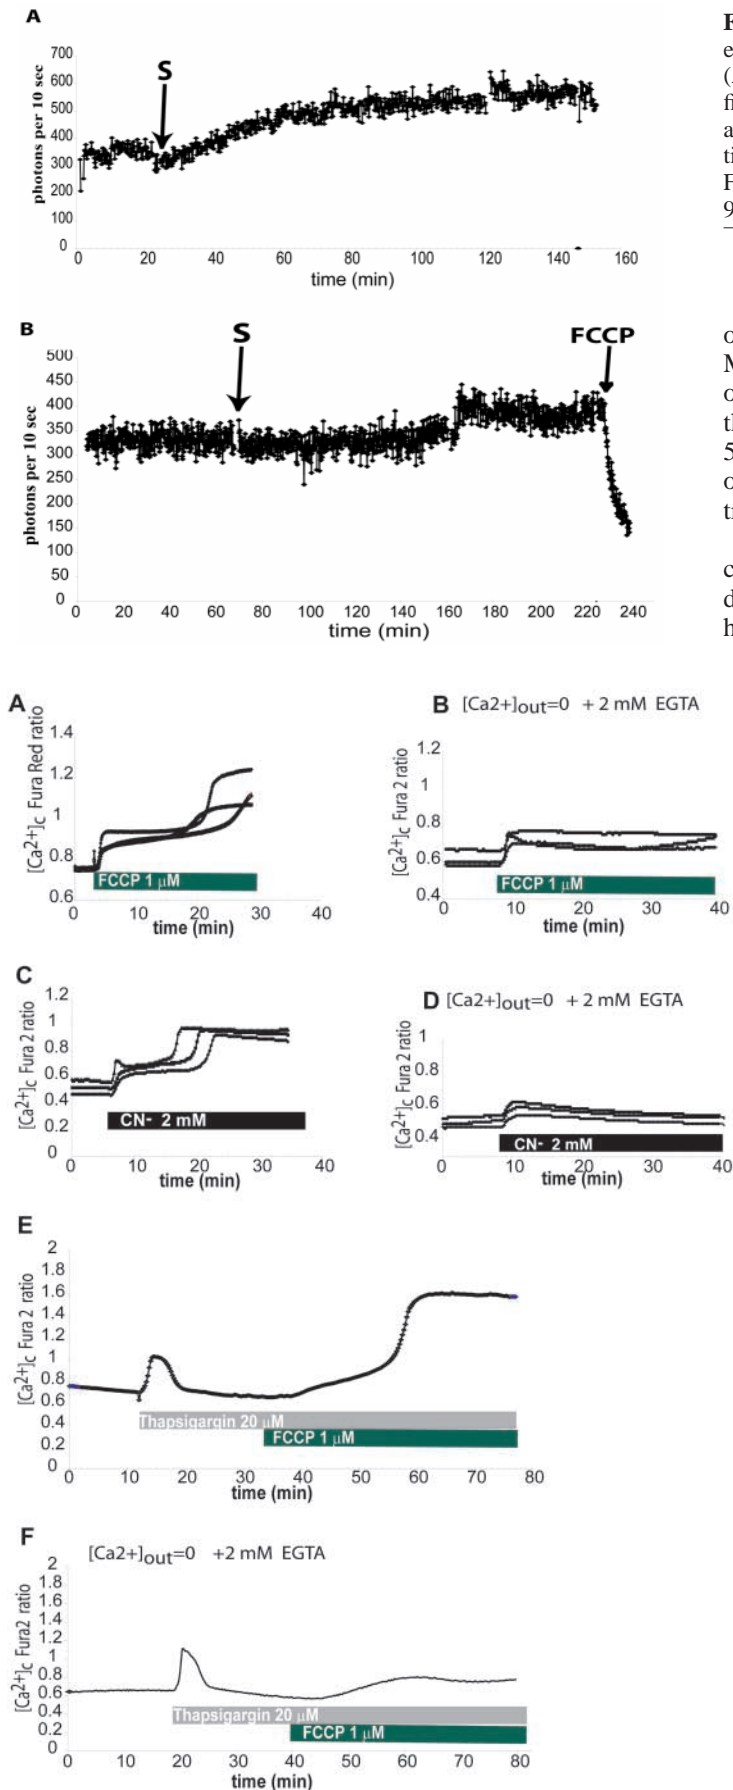 A
700
600
500
400
300
200
100
0
photons per 10 sec
S
0 20 40 60 80 100 120 140 160
time (min)
B
500
450
400
350
300
250
200
150
100
50
0
photons per 10 sec
S
FCCP
0 20 40 60 80 100 120 140 160 180 200 220 240
time (min)
A
[Ca2+]c Fura Red ratio
1.4
1.2
1
0.8
0.6
FCCP 1 μM
0 10 20 30 40
time (min)
B [Ca2+]out=0 + 2 mM EGTA
[Ca2+]c Fura 2 ratio
1.2
1
0.8
0.6
0.4
FCCP 1 μM
0 10 20 30 40
time (min)
C
[Ca2+]c Fura 2 ratio
1.2
1
0.8
0.6
0.4
0.2
0
CN- 2 mM
0 10 20 30 40
time (min)
D [Ca2+]out=0 + 2 mM EGTA
[Ca2+]c Fura 2 ratio
1
0.8
0.6
0.4
CN- 2 mM
0 10 20 30 40
time (min)
E
[Ca2+]c Fura 2 ratio
2
1.8
1.6
1.4
1.2
1
0.8
0.6
0.4
0.2
0
Thapsigargin 20 μM
FCCP 1 μM
0 10 20 30 40 50 60 70 80
time (min)
F
[Ca2+]out=0 +2 mM EGTA
[Ca2+]c Fura2 ratio
2
1.8
1.6
1.4
1.2
1
0.8
0.6
0.4
0.2
0
Thapsigargin 20 μM
FCCP 1 μM
0 10 20 30 40 50 60 70 80
time (min)